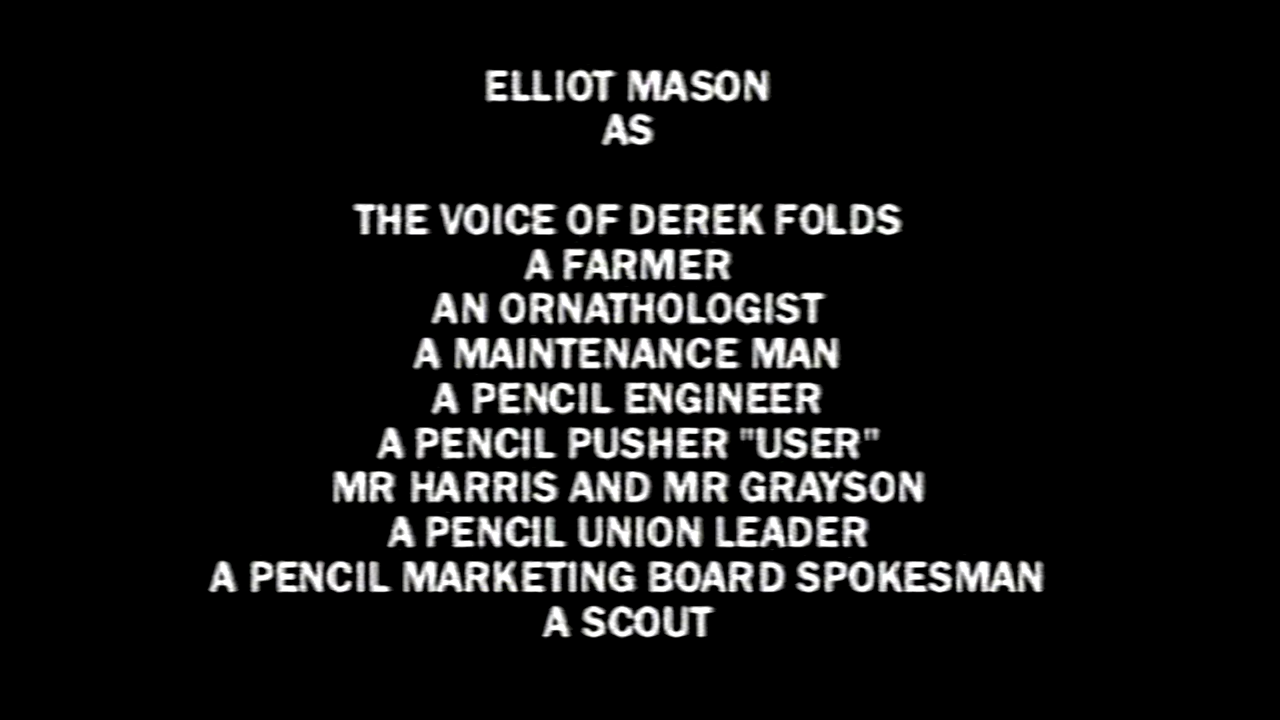 ELLIOT MASON
AS
THE VOICE OF DEREK FOLDS
A FARMER
AN ORNATHOLOGIST
A MAINTENANCE MAN
A PENCIL ENGINEER
A PENCIL PUSHER "USER"
MR HARRIS AND MR GRAYSON
A PENCIL UNION LEADER
A PENCIL MARKETING BOARD SPOKESMAN
A SCOUT